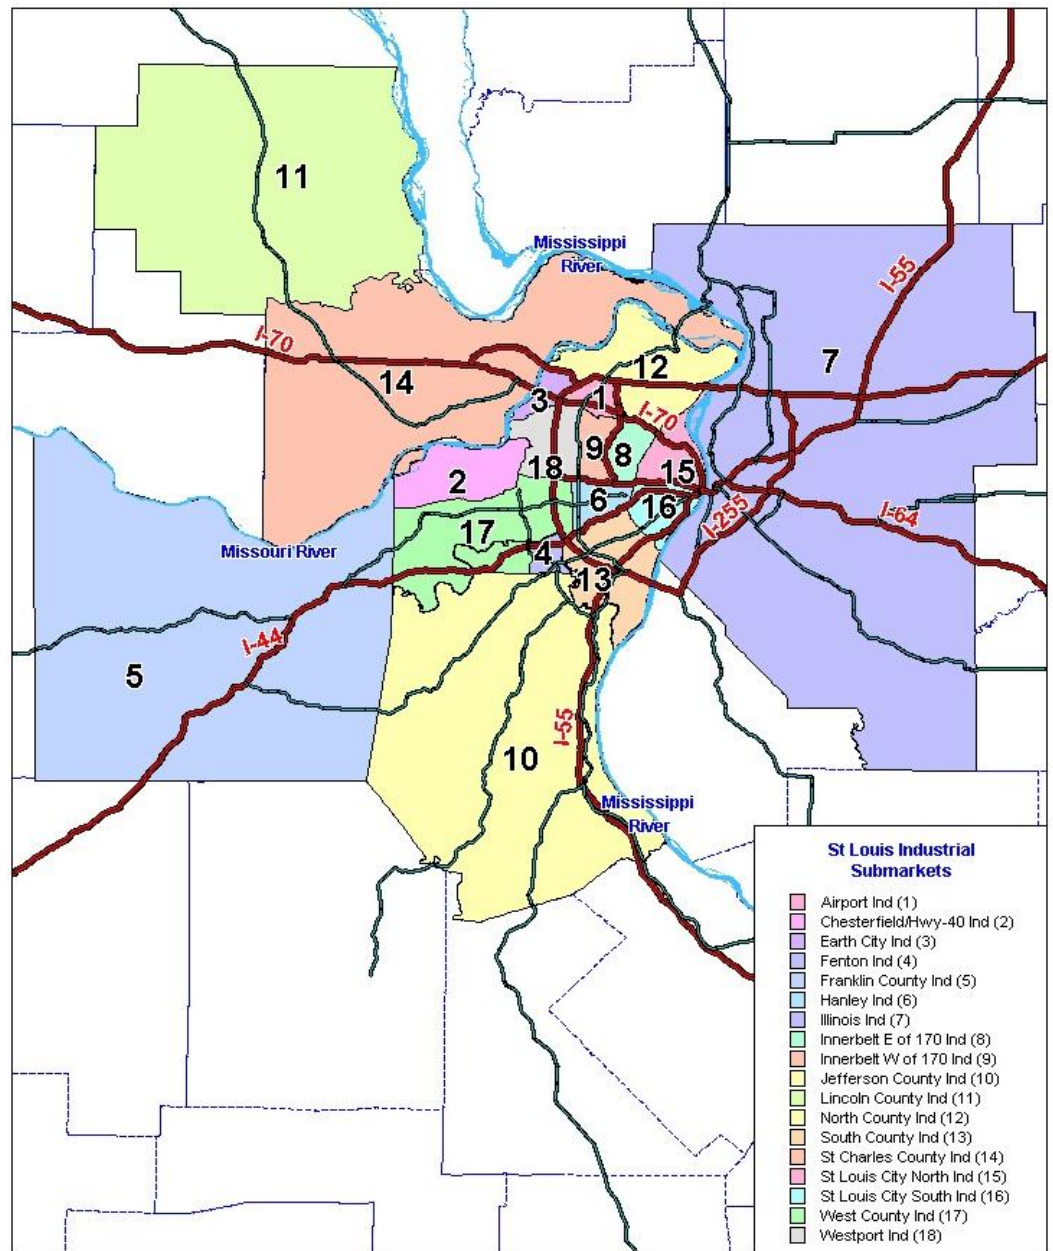 11
Mississippi
River
I-55
I-70
7
12
14
3
1
I-70
9
8
18
15
2
6
16
I-255
I-64
17
Missouri River
4
13
I-44
5
I-55
10
Mississippi
River
St Louis Industrial
Submarkets
Airport Ind (1)
Chesterfield/Hwy-40 Ind (2)
Earth City Ind (3)
Fenton Ind (4)
Franklin County Ind (5)
Hanley Ind (6)
Illinois Ind (7)
Innerbelt E of 170 Ind (8)
Innerbelt W of 170 Ind (9)
Jefferson County Ind (10)
Lincoln County Ind (11)
North County Ind (12)
South County Ind (13)
St Charles County Ind (14)
St Louis City North Ind (15)
St Louis City South Ind (16)
West County Ind (17)
Westport Ind (18)